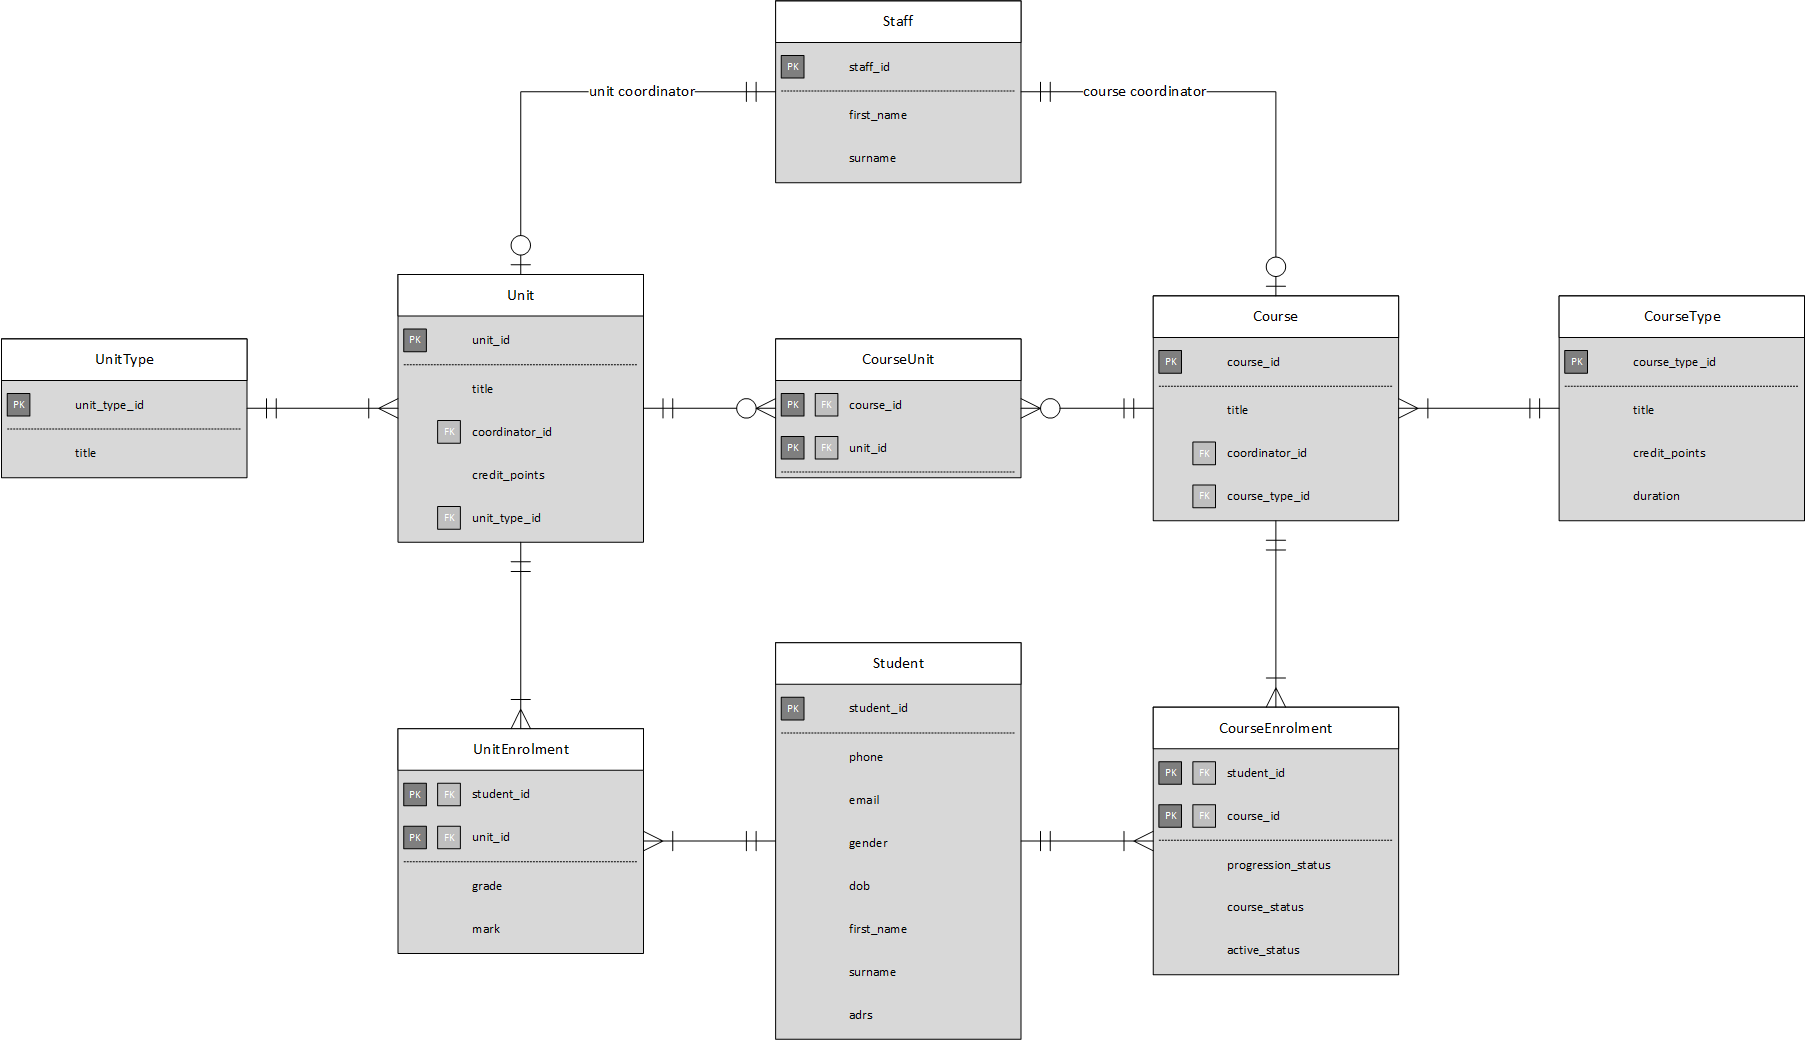 Staff
PK staff_id
first_name
surname
unit coordinator
course coordinator
UnitType
PK unit_type_id
title
Unit
PK unit_id
title
FK coordinator_id
credit_points
FK unit_type_id
CourseUnit
PK FK course_id
PK FK unit_id
Course
PK course_id
title
FK coordinator_id
FK course_type_id
CourseType
PK course_type_id
title
credit_points
duration
UnitEnrolment
PK FK student_id
PK FK unit_id
grade
mark
Student
PK student_id
phone
email
gender
dob
first_name
surname
adrs
CourseEnrolment
PK FK student_id
PK FK course_id
progression_status
course_status
active_status